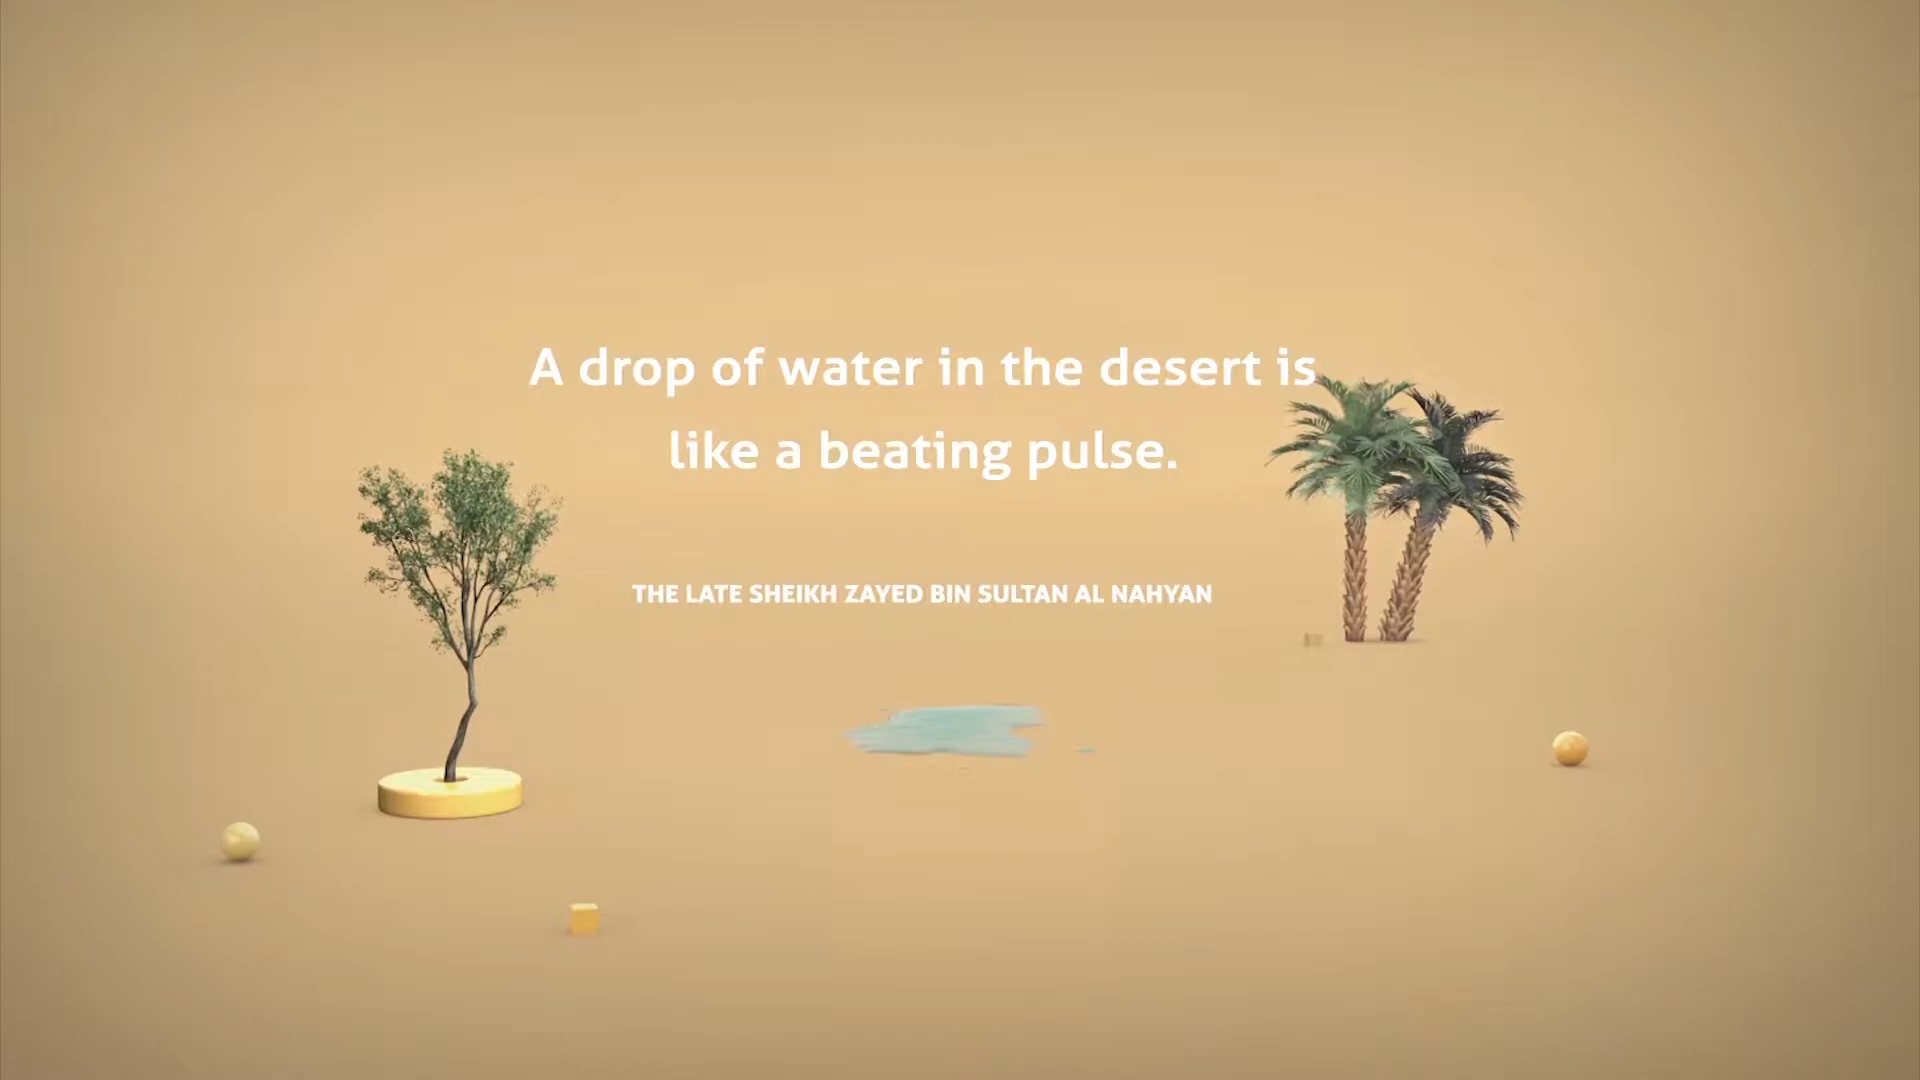 A drop of water in the desert is
like a beating pulse.
THE LATE SHEIKH ZAYED BIN SULTAN AL NAHYAN